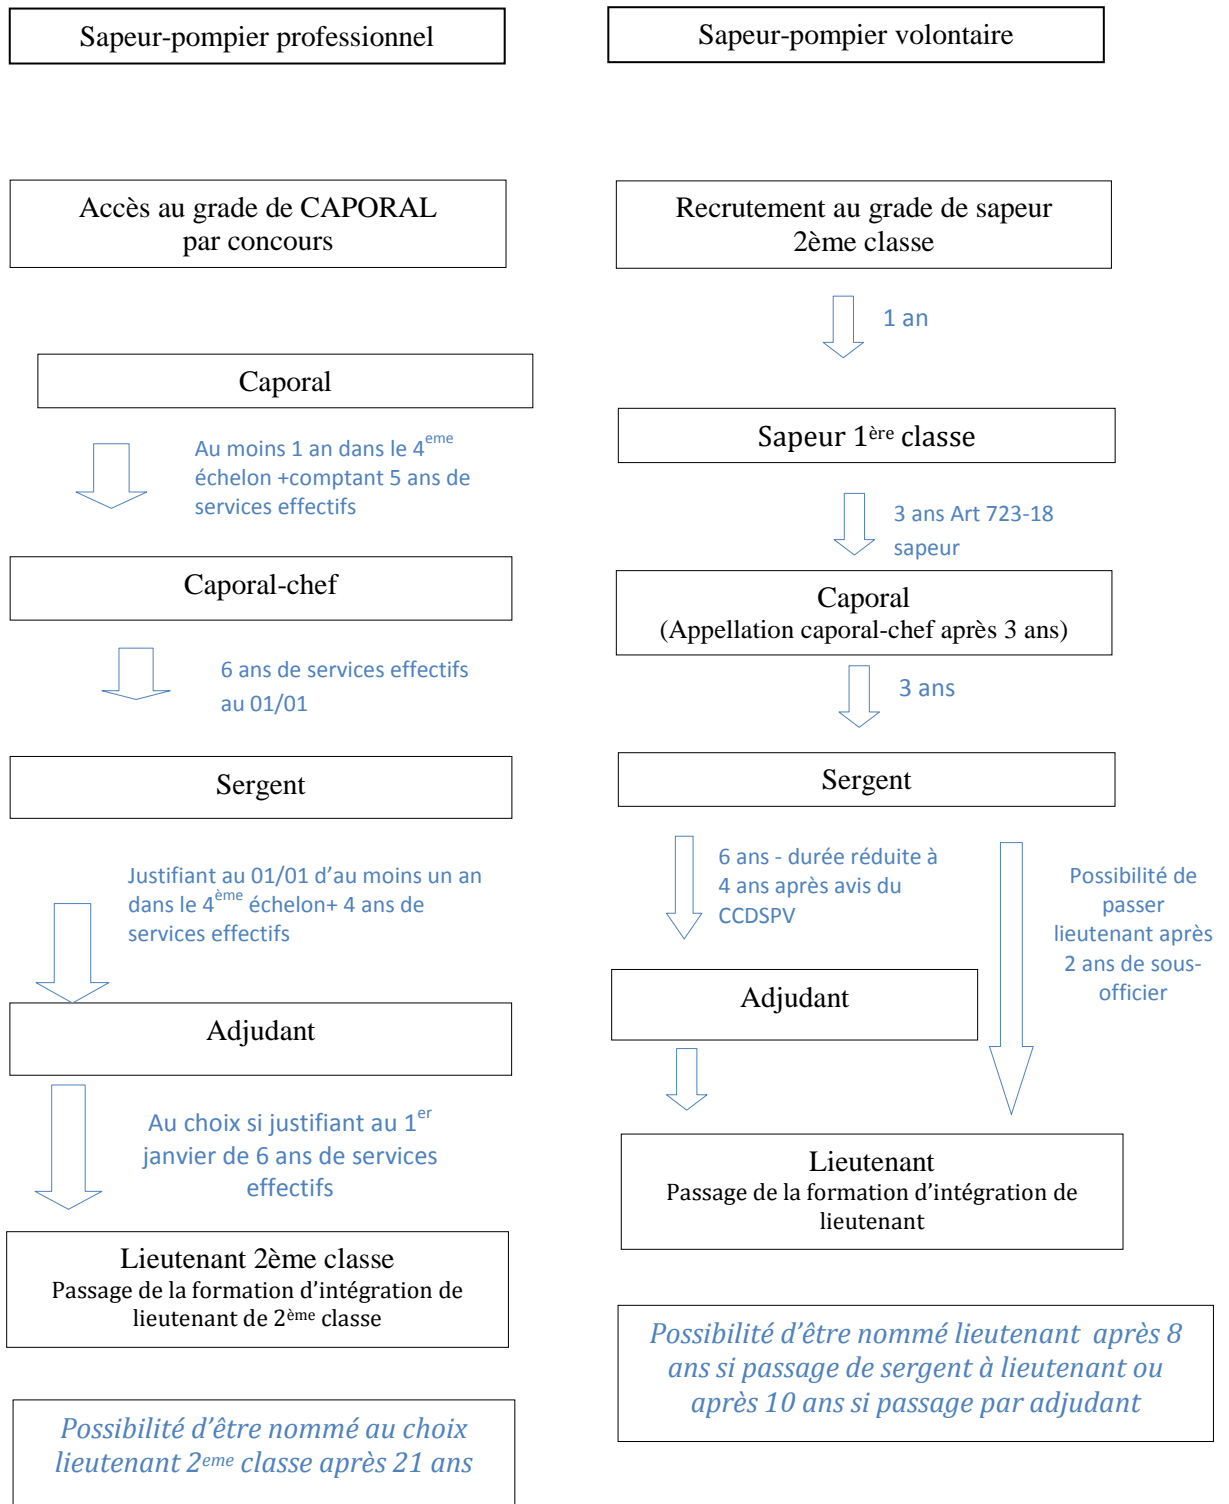 Sapeur-pompier professionnel
Accès au grade de CAPORAL
par concours
Caporal
Au moins 1 an dans le 4eme
échelon +comptant 5 ans de
services effectifs
Caporal-chef
6 ans de services effectifs
au 01/01
Sergent
Justifiant au 01/01 d’au moins un an
dans le 4ème échelon+ 4 ans de
services effectifs
Adjudant
Au choix si justifiant au 1er
janvier de 6 ans de services
effectifs
Lieutenant 2ème classe
Passage de la formation d’intégration de
lieutenant de 2ème classe
Possibilité d’être nommé au choix
lieutenant 2eme classe après 21 ans
Sapeur-pompier volontaire
Recrutement au grade de sapeur
2ème classe
1 an
Sapeur 1ère classe
3 ans Art 723-18
sapeur
Caporal
(Appellation caporal-chef après 3 ans)
3 ans
Sergent
6 ans - durée réduite à
4 ans après avis du
CCDSPV
Possibilité de
passer
lieutenant après
2 ans de sous-
officier
Adjudant
Lieutenant
Passage de la formation d’intégration de
lieutenant
Possibilité d’être nommé lieutenant après 8
ans si passage de sergent à lieutenant ou
après 10 ans si passage par adjudant